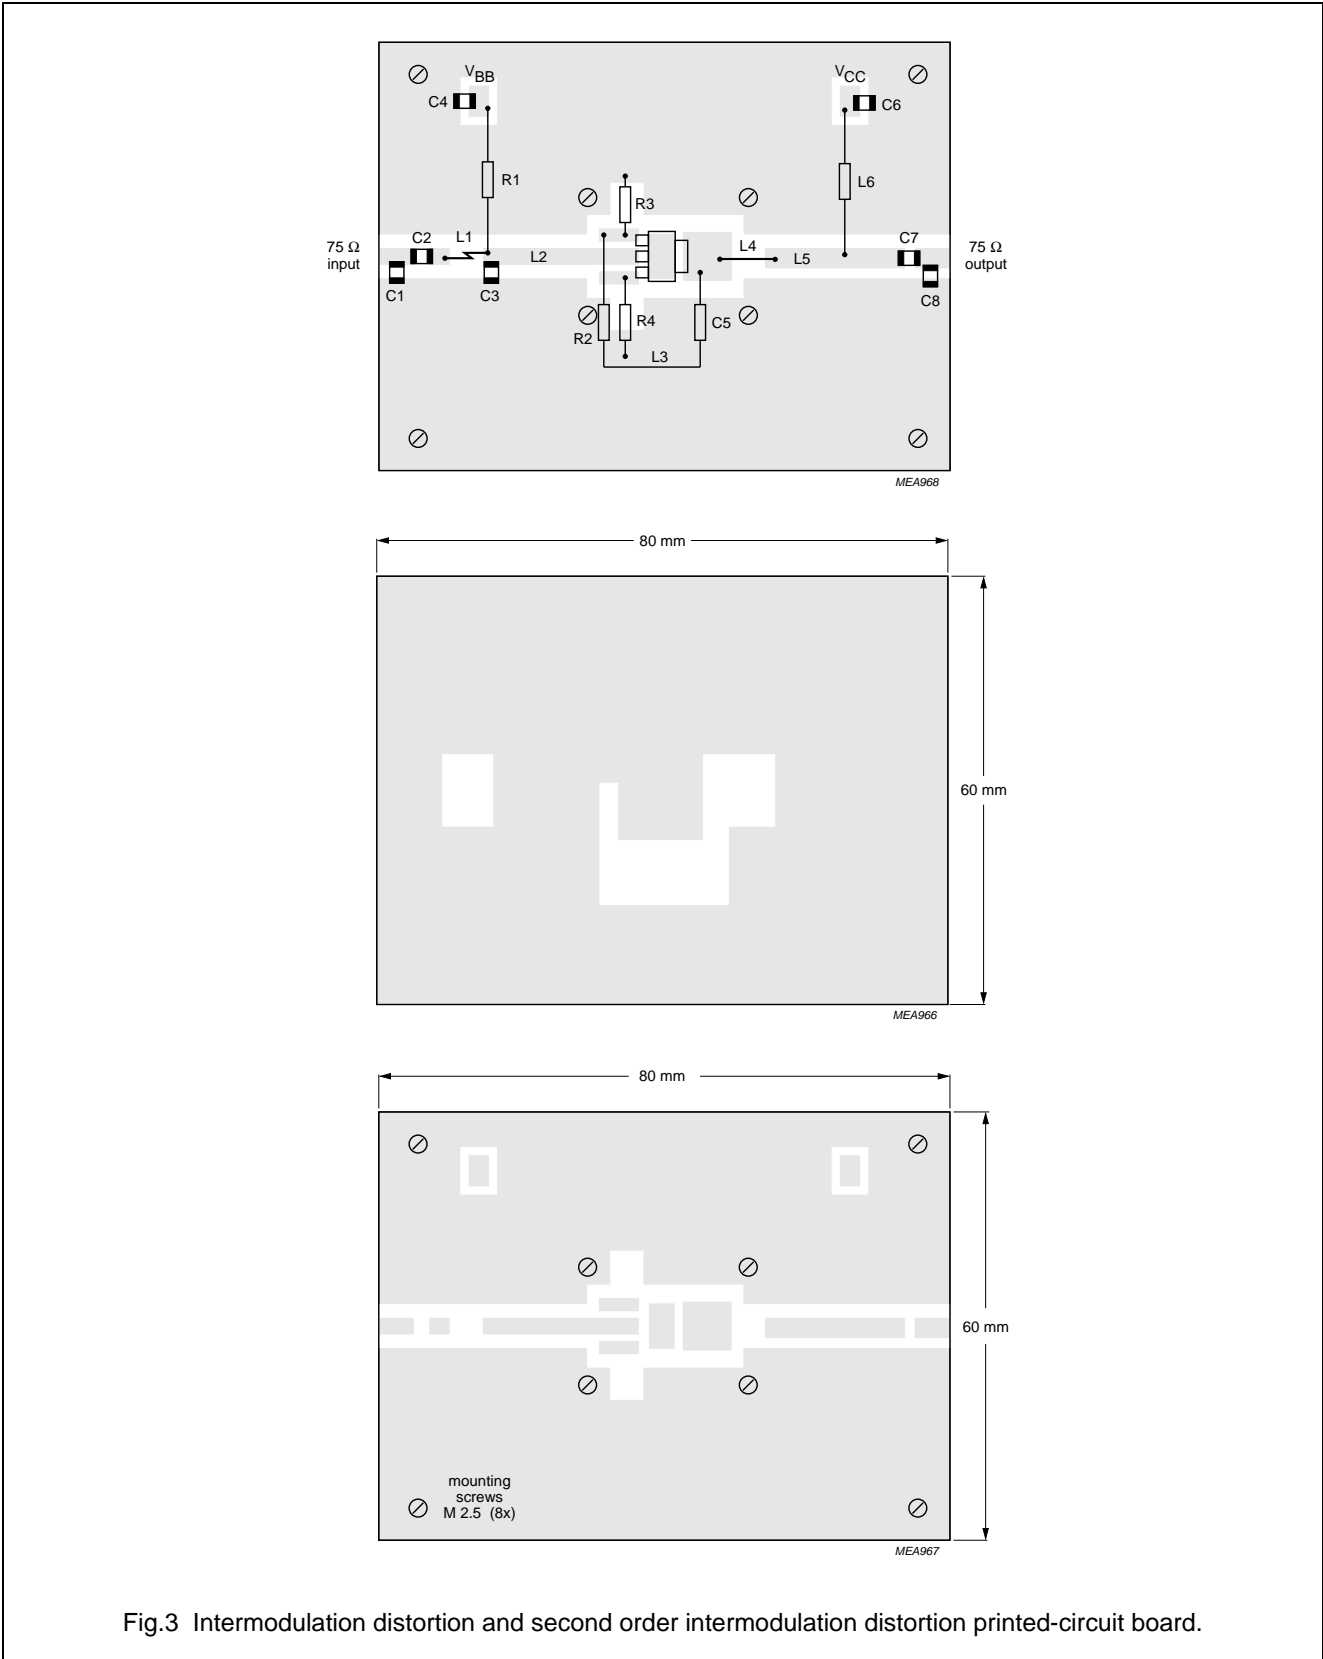 VBB
VCC
C4
C6
R1
L6
R3
75 Ω
input
C2
L1
L2
L4
L5
C7
75 Ω
output
C1
C3
C8
R2
R4
C5
L3
MEA968
80 mm
60 mm
MEA966
80 mm
60 mm
mounting
screws
M 2.5 (8x)
MEA967
Fig.3 Intermodulation distortion and second order intermodulation distortion printed-circuit board.